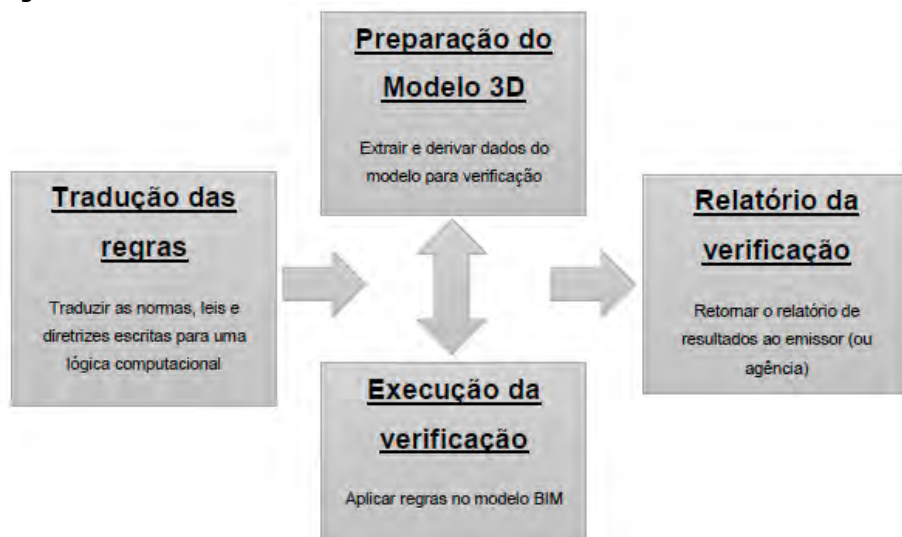 Preparação do
Modelo 3D
Extrair e derivar dados do
modelo para verificação
Tradução das
regras
Traduzir as normas, leis e
diretrizes escritas para uma
lógica computacional
Relatório da
verificação
Retornar o relatório de
resultados ao emissor (ou
agência)
Execução da
verificação
Aplicar regras no modelo BIM